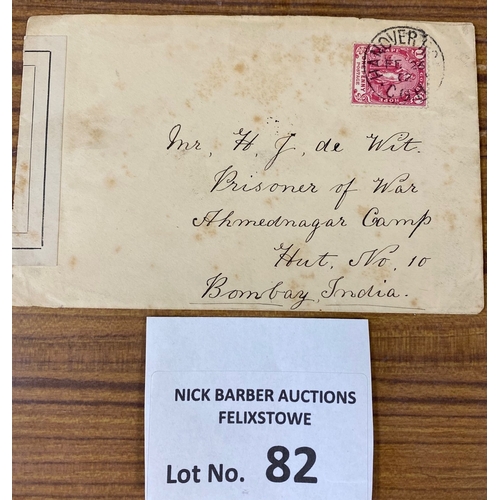 HANOVER
Mr. H. J. de Wit.
Prisoner of War
Ahmednagar Camp
Hut. No. 10
Bombay, India.
NICK BARBER AUCTIONS
FELIXSTOWE
Lot No. 82